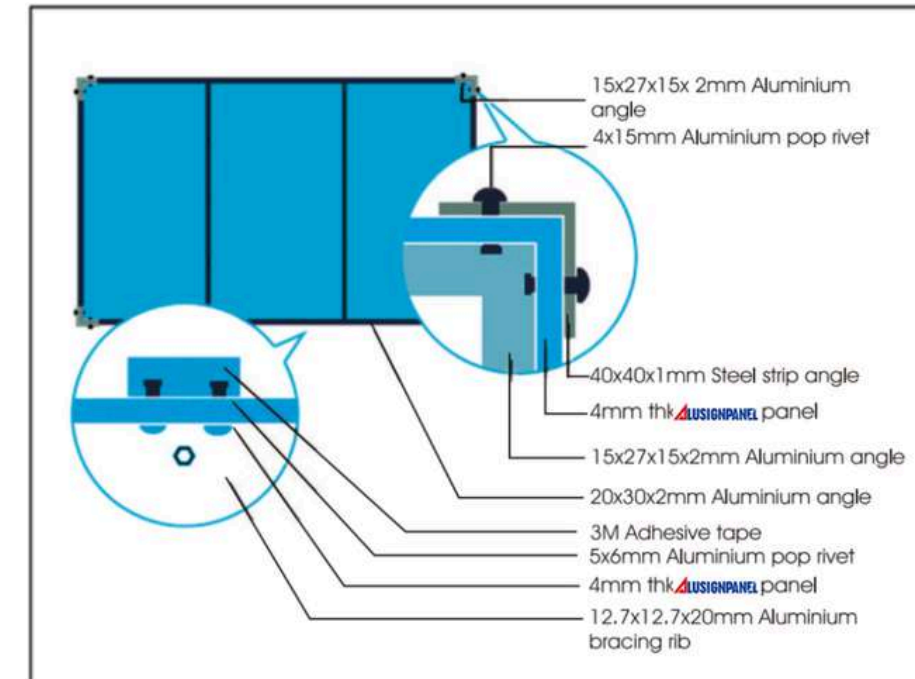 15x27x15x 2mm Aluminium
angle
4x15mm Aluminium pop rivet
40x40x1mm Steel strip angle
4mm thk ALUSIGNPANEL panel
15x27x15x2mm Aluminium angle
20x30x2mm Aluminium angle
3M Adhesive tape
5x6mm Aluminium pop rivet
4mm thk ALUSIGNPANEL panel
12.7x12.7x20mm Aluminium
bracing rib